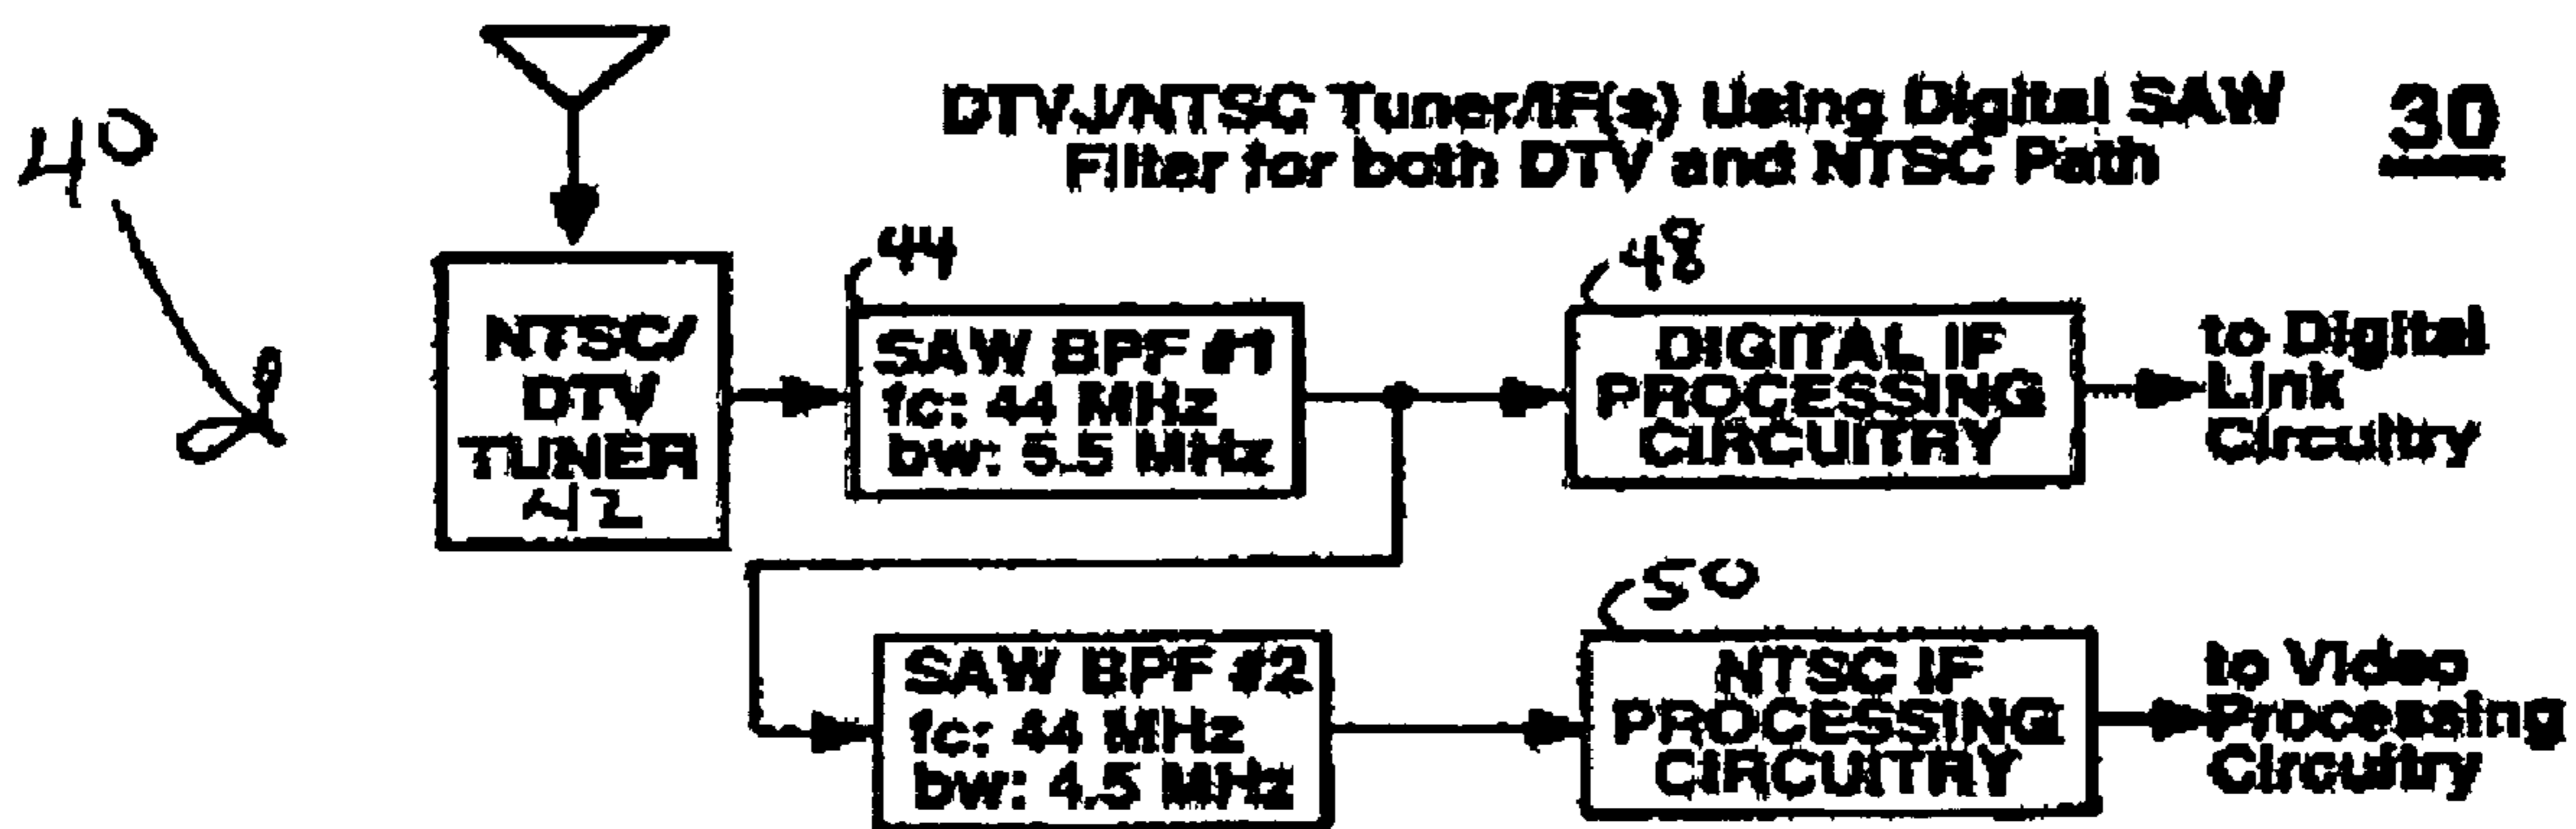 40
DTV/NTSC Tuner/IF(s) Using Digital SAW
Filter for both DTV and NTSC Path
30
NTSC/
DTV
TUNER
42
44
SAW BPF #1
fc: 44 MHz
bw: 5.5 MHz
48
DIGITAL IF
PROCESSING
CIRCUITRY
to Digital
Link
Circuitry
SAW BPF #2
fc: 44 MHz
bw: 4.5 MHz
50
NTSC IF
PROCESSING
CIRCUITRY
to Video
Processing
Circuitry